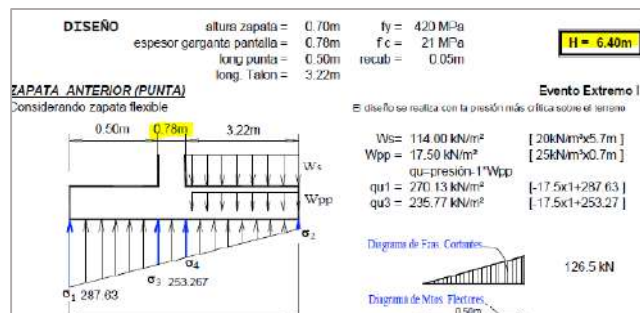 DISEÑO
altura zapata = 0.70m fy = 420 MPa
espesor garganta pantalla = 0.78m f'c = 21 MPa
long punta = 0.50m recub = 0.05m
long. Talon = 3.22m
H = 6.40m
ZAPATA ANTERIOR (PUNTA)
Considerando zapata flexible
Evento Extremo I
El diseño se realiza con la presión más crítica sobre el terreno
0.50m 0.78m 3.22m
Ws= 114.00 kN/m² [ 20kN/m³x5.7m ]
Wpp = 17.50 kN/m² [ 25kN/m³x0.7m ]
qu=presión-1*Wpp
qu1 = 270.13 kN/m² [-17.5x1+287.63]
qu3 = 235.77 kN/m² [-17.5x1+253.27]
Ws
Wpp
σ2
σ4
σ3 253.267
σ1 287.63
Diagrama de Fzas. Cortantes
126.5 kN
Diagrama de Mtos. Flectores
0.50m